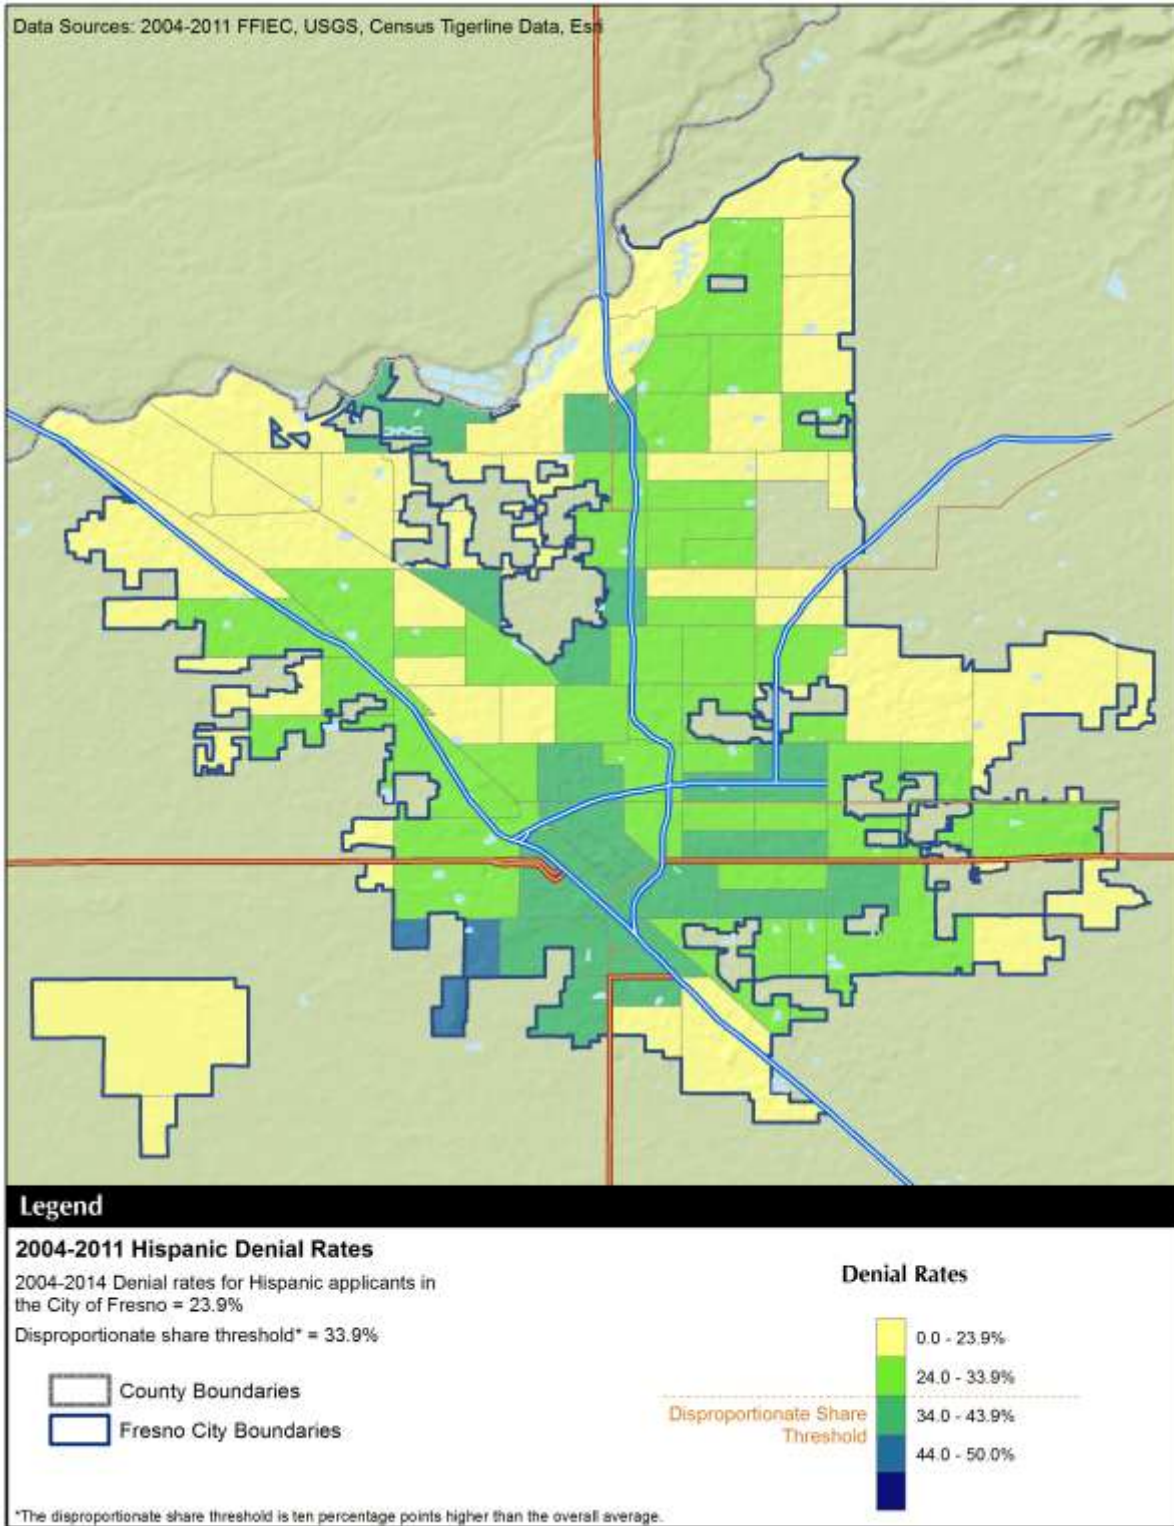 Data Sources: 2004-2011 FFIEC, USGS, Census Tigerline Data, Esri
Legend
2004-2011 Hispanic Denial Rates
2004-2014 Denial rates for Hispanic applicants in
the City of Fresno = 23.9%
Disproportionate share threshold* = 33.9%
County Boundaries
Fresno City Boundaries
Denial Rates
0.0 - 23.9%
24.0 - 33.9%
Disproportionate Share
Threshold
34.0 - 43.9%
44.0 - 50.0%
*The disproportionate share threshold is ten percentage points higher than the overall average.